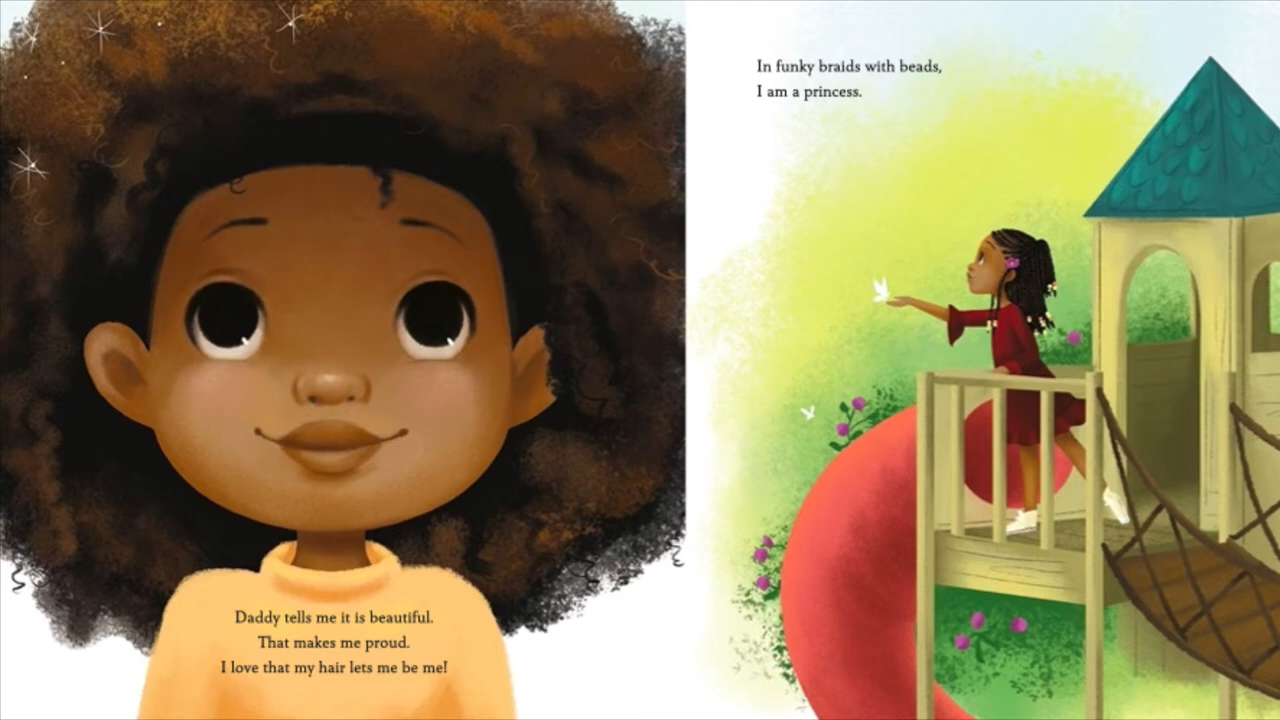 Daddy tells me it is beautiful.
That makes me proud.
I love that my hair lets me be me!
In funky braids with beads,
I am a princess.